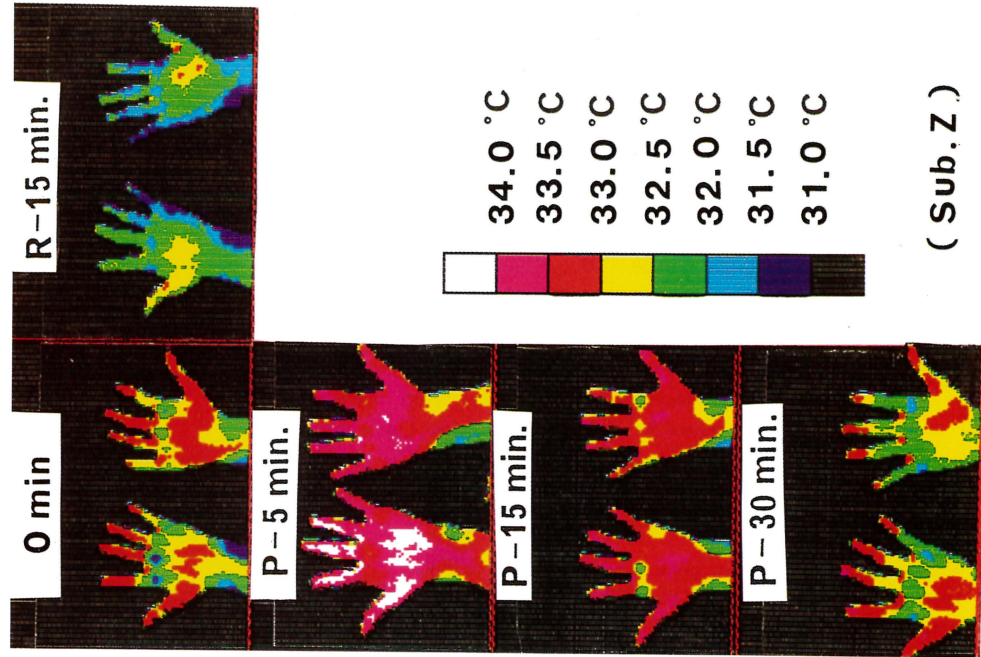 R-15 min.
0 min
P-5 min.
P-15 min.
P-30 min.
34.0 °C
33.5 °C
33.0 °C
32.5 °C
32.0 °C
31.5 °C
31.0 °C
(Sub. Z)